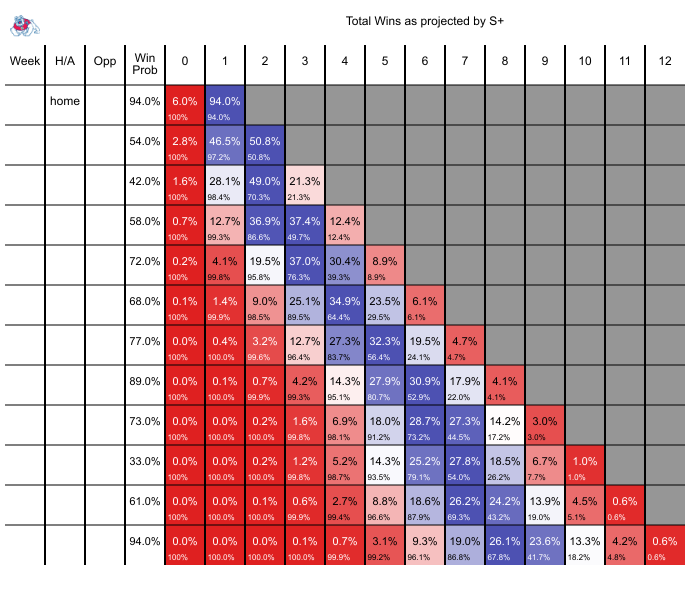 Total Wins as projected by S+
Week H/A Opp Win Prob 0 1 2 3 4 5 6 7 8 9 10 11 12
home 94.0% 6.0% 94.0%
100% 94.0%
54.0% 2.8% 46.5% 50.8%
100% 97.2% 50.8%
42.0% 1.6% 28.1% 49.0% 21.3%
100% 98.4% 70.3% 21.3%
58.0% 0.7% 12.7% 36.9% 37.4% 12.4%
100% 99.3% 86.6% 49.7% 12.4%
72.0% 0.2% 4.1% 19.5% 37.0% 30.4% 8.9%
100% 99.8% 95.8% 76.3% 39.3% 8.9%
68.0% 0.1% 1.4% 9.0% 25.1% 34.9% 23.5% 6.1%
100% 99.9% 98.5% 89.5% 64.4% 29.5% 6.1%
77.0% 0.0% 0.4% 3.2% 12.7% 27.3% 32.3% 19.5% 4.7%
100% 100.0% 99.6% 96.4% 83.7% 56.4% 24.1% 4.7%
89.0% 0.0% 0.1% 0.7% 4.2% 14.3% 27.9% 30.9% 17.9% 4.1%
100% 100.0% 99.9% 99.3% 95.1% 80.7% 52.9% 22.0% 4.1%
73.0% 0.0% 0.0% 0.2% 1.6% 6.9% 18.0% 28.7% 27.3% 14.2% 3.0%
100% 100.0% 100.0% 99.8% 98.1% 91.2% 73.2% 44.5% 17.2% 3.0%
33.0% 0.0% 0.0% 0.2% 1.2% 5.2% 14.3% 25.2% 27.8% 18.5% 6.7% 1.0%
100% 100.0% 100.0% 99.8% 98.7% 93.5% 79.1% 54.0% 26.2% 7.7% 1.0%
61.0% 0.0% 0.0% 0.1% 0.6% 2.7% 8.8% 18.6% 26.2% 24.2% 13.9% 4.5% 0.6%
100% 100.0% 100.0% 99.9% 99.4% 96.6% 87.9% 69.3% 43.2% 19.0% 5.1% 0.6%
94.0% 0.0% 0.0% 0.0% 0.1% 0.7% 3.1% 9.3% 19.0% 26.1% 23.6% 13.3% 4.2% 0.6%
100% 100.0% 100.0% 100.0% 99.9% 99.2% 96.1% 86.8% 67.8% 41.7% 18.2% 4.8% 0.6%